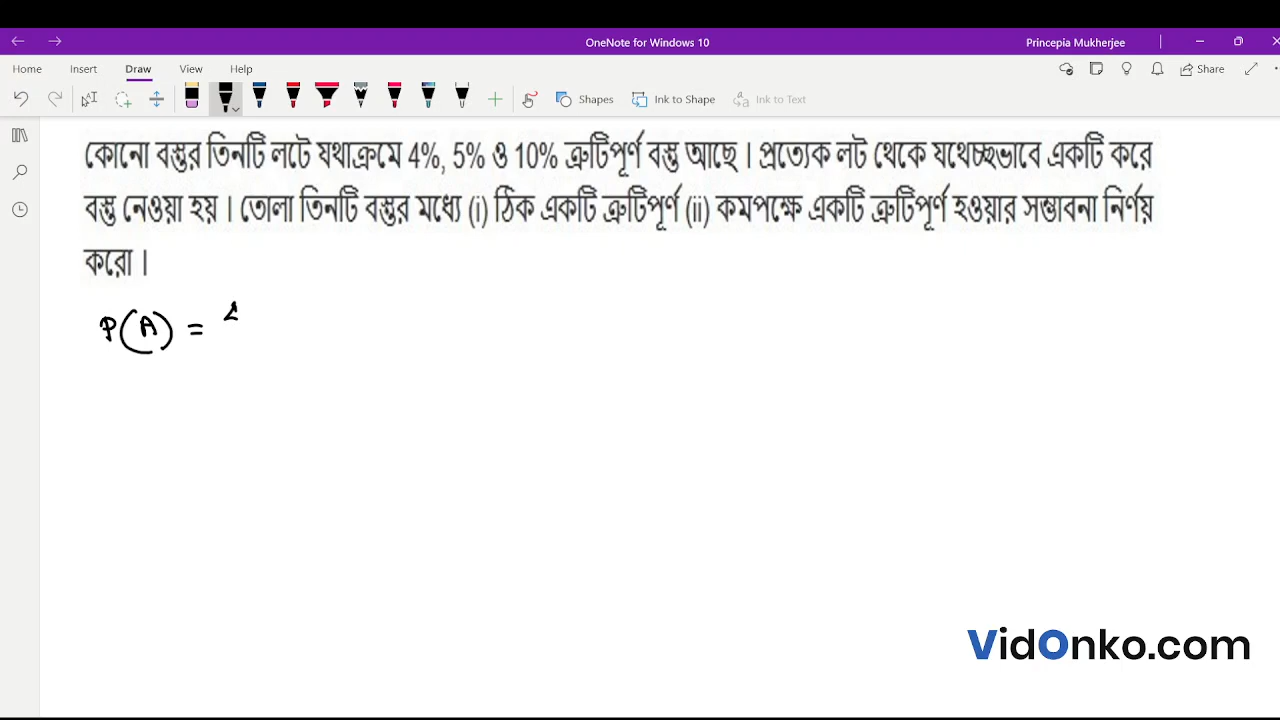 OneNote for Windows 10
Princepia Mukherjee
Home Insert Draw View Help
Share
Shapes Ink to Shape Ink to Text
কোনো বস্তুর তিনটি লটে যথাক্রমে 4%, 5% ও 10% ত্রুটিপূর্ণ বস্তু আছে। প্রত্যেক লট থেকে যথেচ্ছভাবে একটি করে
বস্তু নেওয়া হয়। তোলা তিনটি বস্তুর মধ্যে (i) ঠিক একটি ত্রুটিপূর্ণ (ii) কমপক্ষে একটি ত্রুটিপূর্ণ হওয়ার সম্ভাবনা নির্ণয়
করো।
P(A) =
VidOnko.com